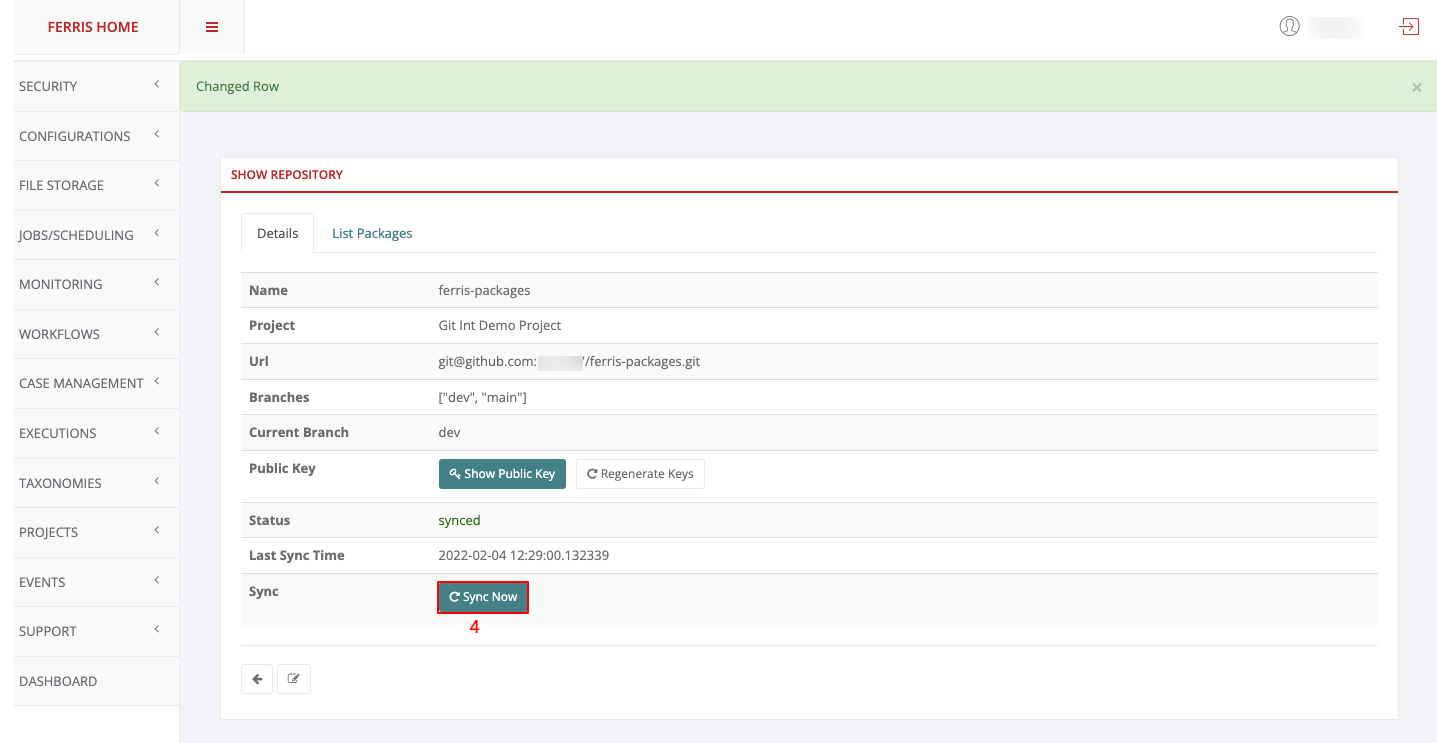 FERRIS HOME
SECURITY
CONFIGURATIONS
FILE STORAGE
JOBS/SCHEDULING
MONITORING
WORKFLOWS
CASE MANAGEMENT
EXECUTIONS
TAXONOMIES
PROJECTS
EVENTS
SUPPORT
DASHBOARD
Changed Row ×
SHOW REPOSITORY
Details List Packages
Name ferris-packages
Project Git Int Demo Project
Url git@github.com: /ferris-packages.git
Branches ["dev", "main"]
Current Branch dev
Public Key Show Public Key Regenerate Keys
Status synced
Last Sync Time 2022-02-04 12:29:00.132339
Sync Sync Now
4